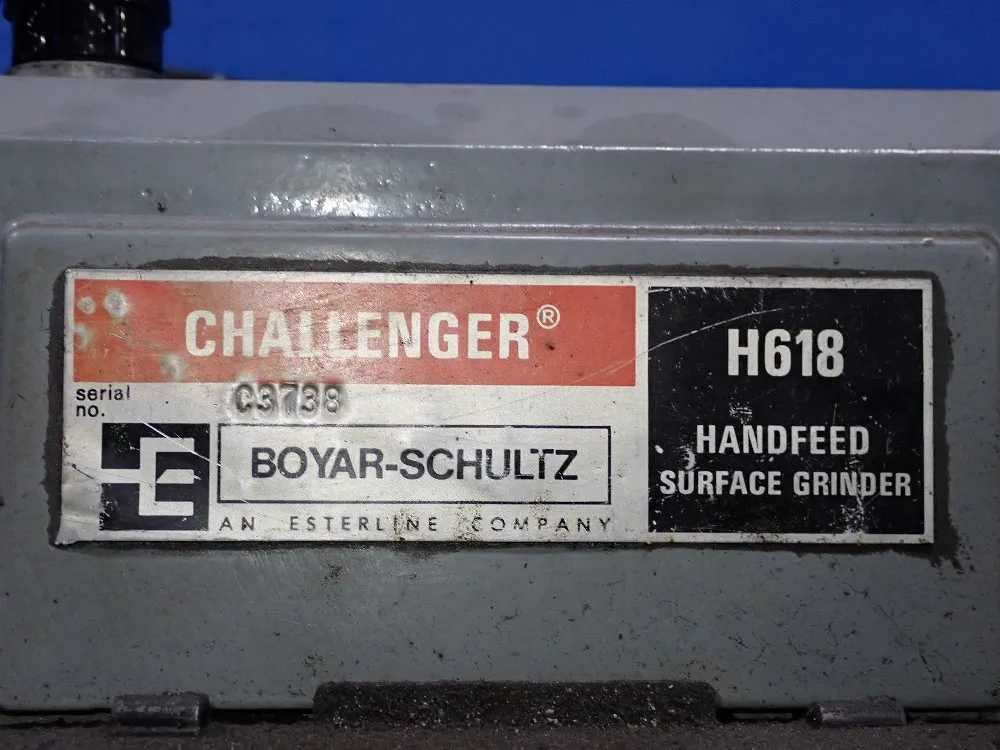 CHALLENGER®
serial
no.
C3738
BOYAR-SCHULTZ
AN ESTERLINE COMPANY
H618
HANDFEED
SURFACE GRINDER